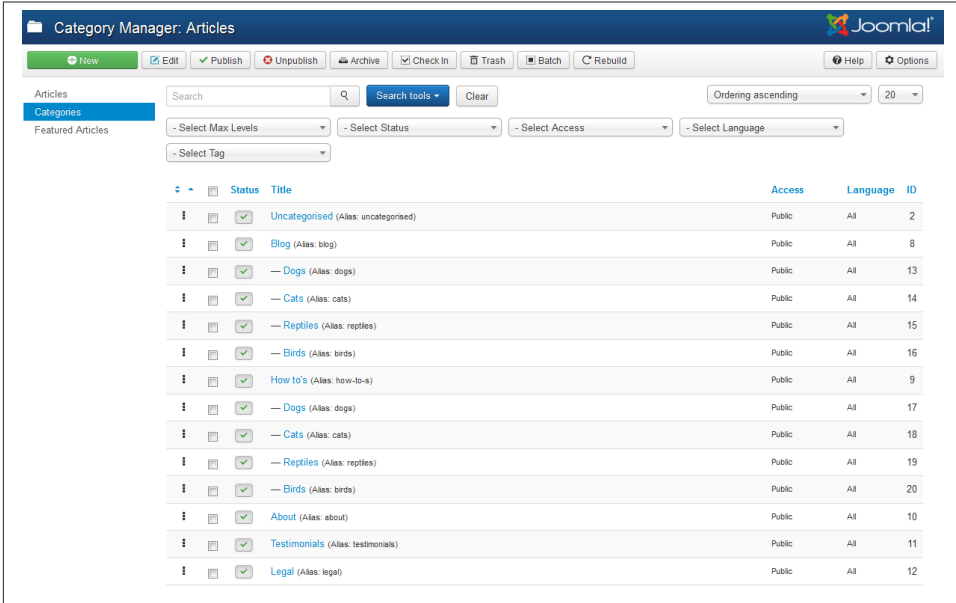 Category Manager: Articles Joomla!®
New Edit Publish Unpublish Archive Check In Trash Batch Rebuild Help Options
Articles
Categories
Featured Articles
Search Search tools Clear Ordering ascending 20
- Select Max Levels - Select Status - Select Access - Select Language
- Select Tag
Status Title Access Language ID
Uncategorised (Alias: uncategorised) Public All 2
Blog (Alias: blog) Public All 8
— Dogs (Alias: dogs) Public All 13
— Cats (Alias: cats) Public All 14
— Reptiles (Alias: reptiles) Public All 15
— Birds (Alias: birds) Public All 16
How to's (Alias: how-to-s) Public All 9
— Dogs (Alias: dogs) Public All 17
— Cats (Alias: cats) Public All 18
— Reptiles (Alias: reptiles) Public All 19
— Birds (Alias: birds) Public All 20
About (Alias: about) Public All 10
Testimonials (Alias: testimonials) Public All 11
Legal (Alias: legal) Public All 12